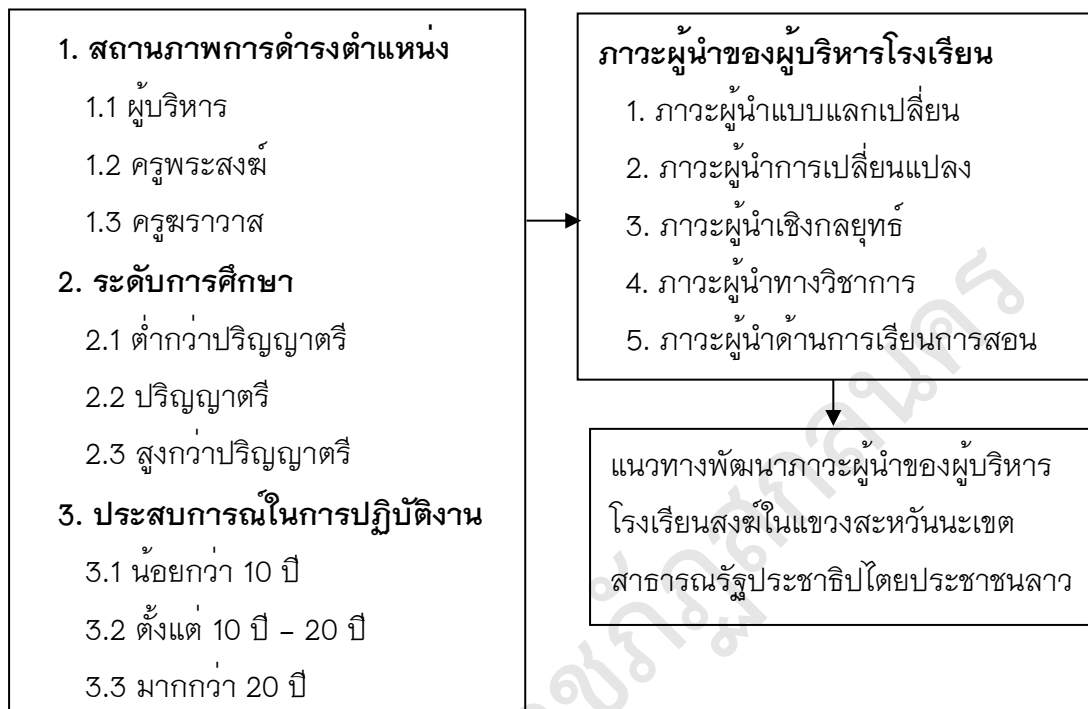 1. สถานภาพการดำรงตำแหน่ง
1.1 ผู้บริหาร
1.2 ครูพระสงฆ์
1.3 ครูฆราวาส
2. ระดับการศึกษา
2.1 ต่ำกว่าปริญญาตรี
2.2 ปริญญาตรี
2.3 สูงกว่าปริญญาตรี
3. ประสบการณ์ในการปฏิบัติงาน
3.1 น้อยกว่า 10 ปี
3.2 ตั้งแต่ 10 ปี – 20 ปี
3.3 มากกว่า 20 ปี
ภาวะผู้นำของผู้บริหารโรงเรียน
1. ภาวะผู้นำแบบแลกเปลี่ยน
2. ภาวะผู้นำการเปลี่ยนแปลง
3. ภาวะผู้นำเชิงกลยุทธ์
4. ภาวะผู้นำทางวิชาการ
5. ภาวะผู้นำด้านการเรียนการสอน
แนวทางพัฒนาภาวะผู้นำของผู้บริหาร
โรงเรียนสงฆ์ในแขวงสะหวันนะเขต
สาธารณรัฐประชาธิปไตยประชาชนลาว